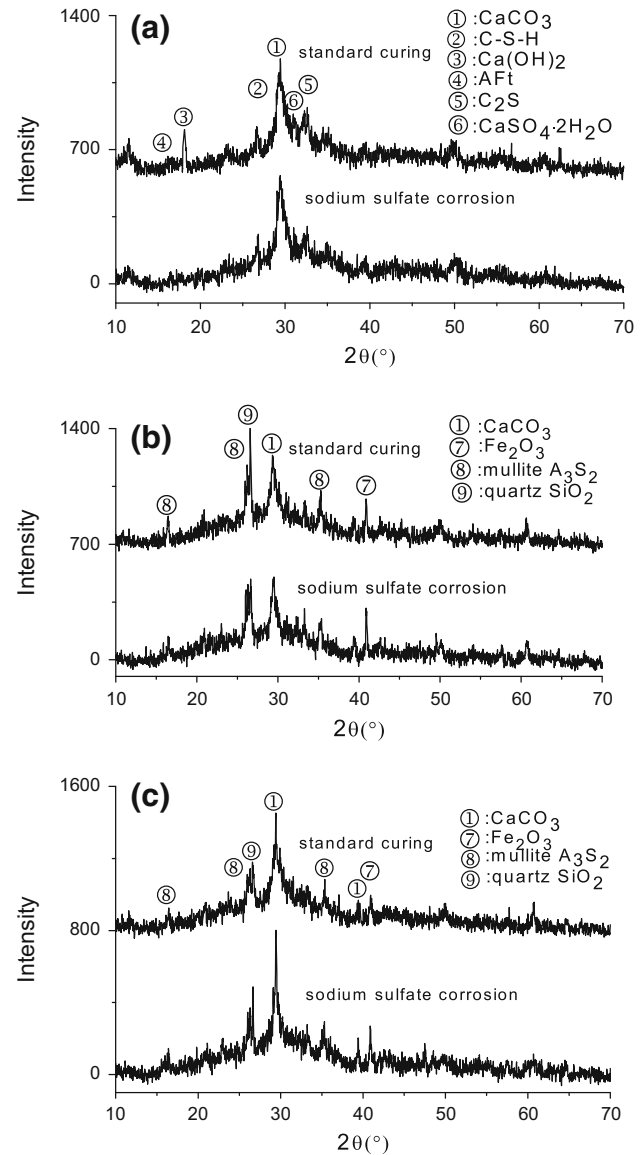 (a)
1400
700
0
Intensity
① :CaCO3
② :C-S-H
③ :Ca(OH)2
④ :AFt
⑤ :C2S
⑥ :CaSO4·2H2O
standard curing
① ② ③ ④ ⑤ ⑥
sodium sulfate corrosion
10 20 30 40 50 60 70
2θ(°)
(b)
1400
700
0
Intensity
① :CaCO3
⑦ :Fe2O3
⑧ :mullite A3S2
⑨ :quartz SiO2
standard curing
⑧ ⑧ ⑨ ① ⑧ ⑦
sodium sulfate corrosion
10 20 30 40 50 60 70
2θ(°)
(c)
1600
800
0
Intensity
① :CaCO3
⑦ :Fe2O3
⑧ :mullite A3S2
⑨ :quartz SiO2
standard curing
⑧ ⑧ ⑨ ① ⑧ ① ⑦
sodium sulfate corrosion
10 20 30 40 50 60 70
2θ(°)